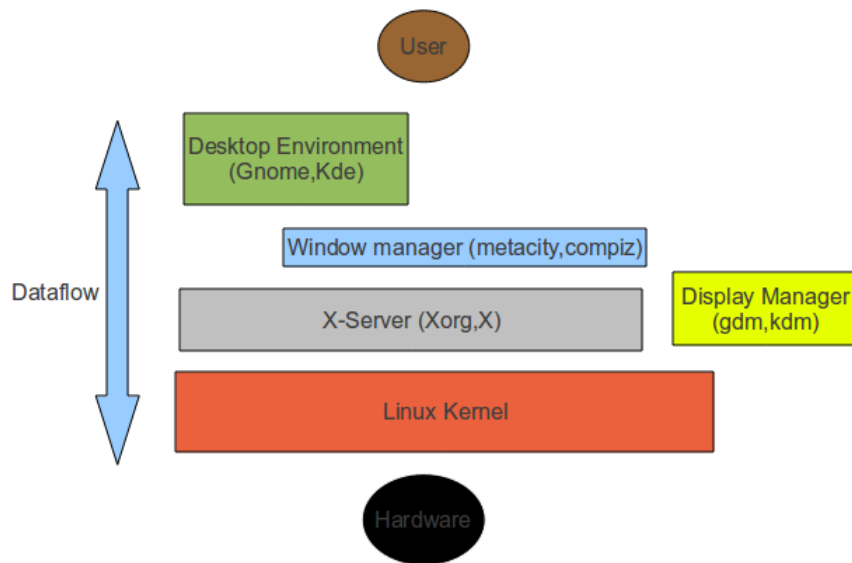 User
Desktop Environment
(Gnome,Kde)
Window manager (metacity,compiz)
Dataflow
X-Server (Xorg,X)
Display Manager
(gdm,kdm)
Linux Kernel
Hardware